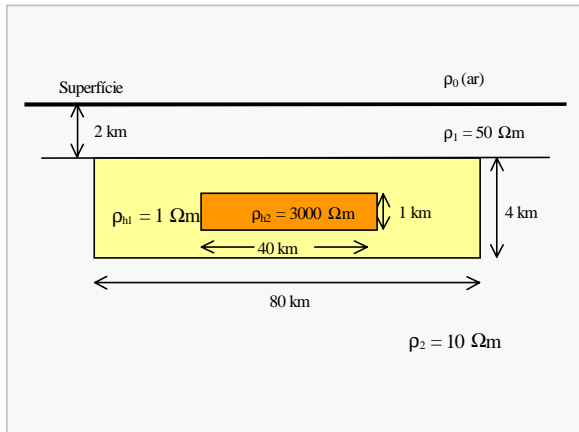 Superfície
ρ₀ (ar)
2 km
ρ₁ = 50 Ωm
ρₕ₁ = 1 Ωm
ρₕ₂ = 3000 Ωm
1 km
4 km
40 km
80 km
ρ₂ = 10 Ωm